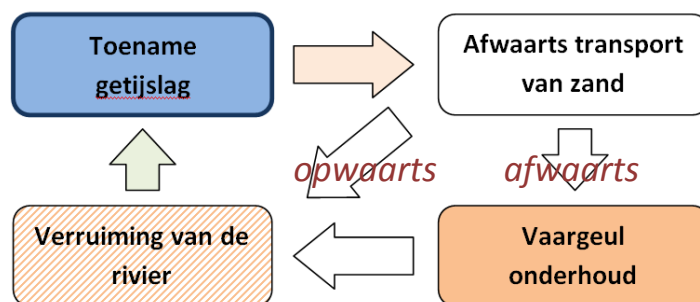 Toename
getijslag
Afwaarts transport
van zand
opwaarts
afwaarts
Verruiming van de
rivier
Vaargeul
onderhoud